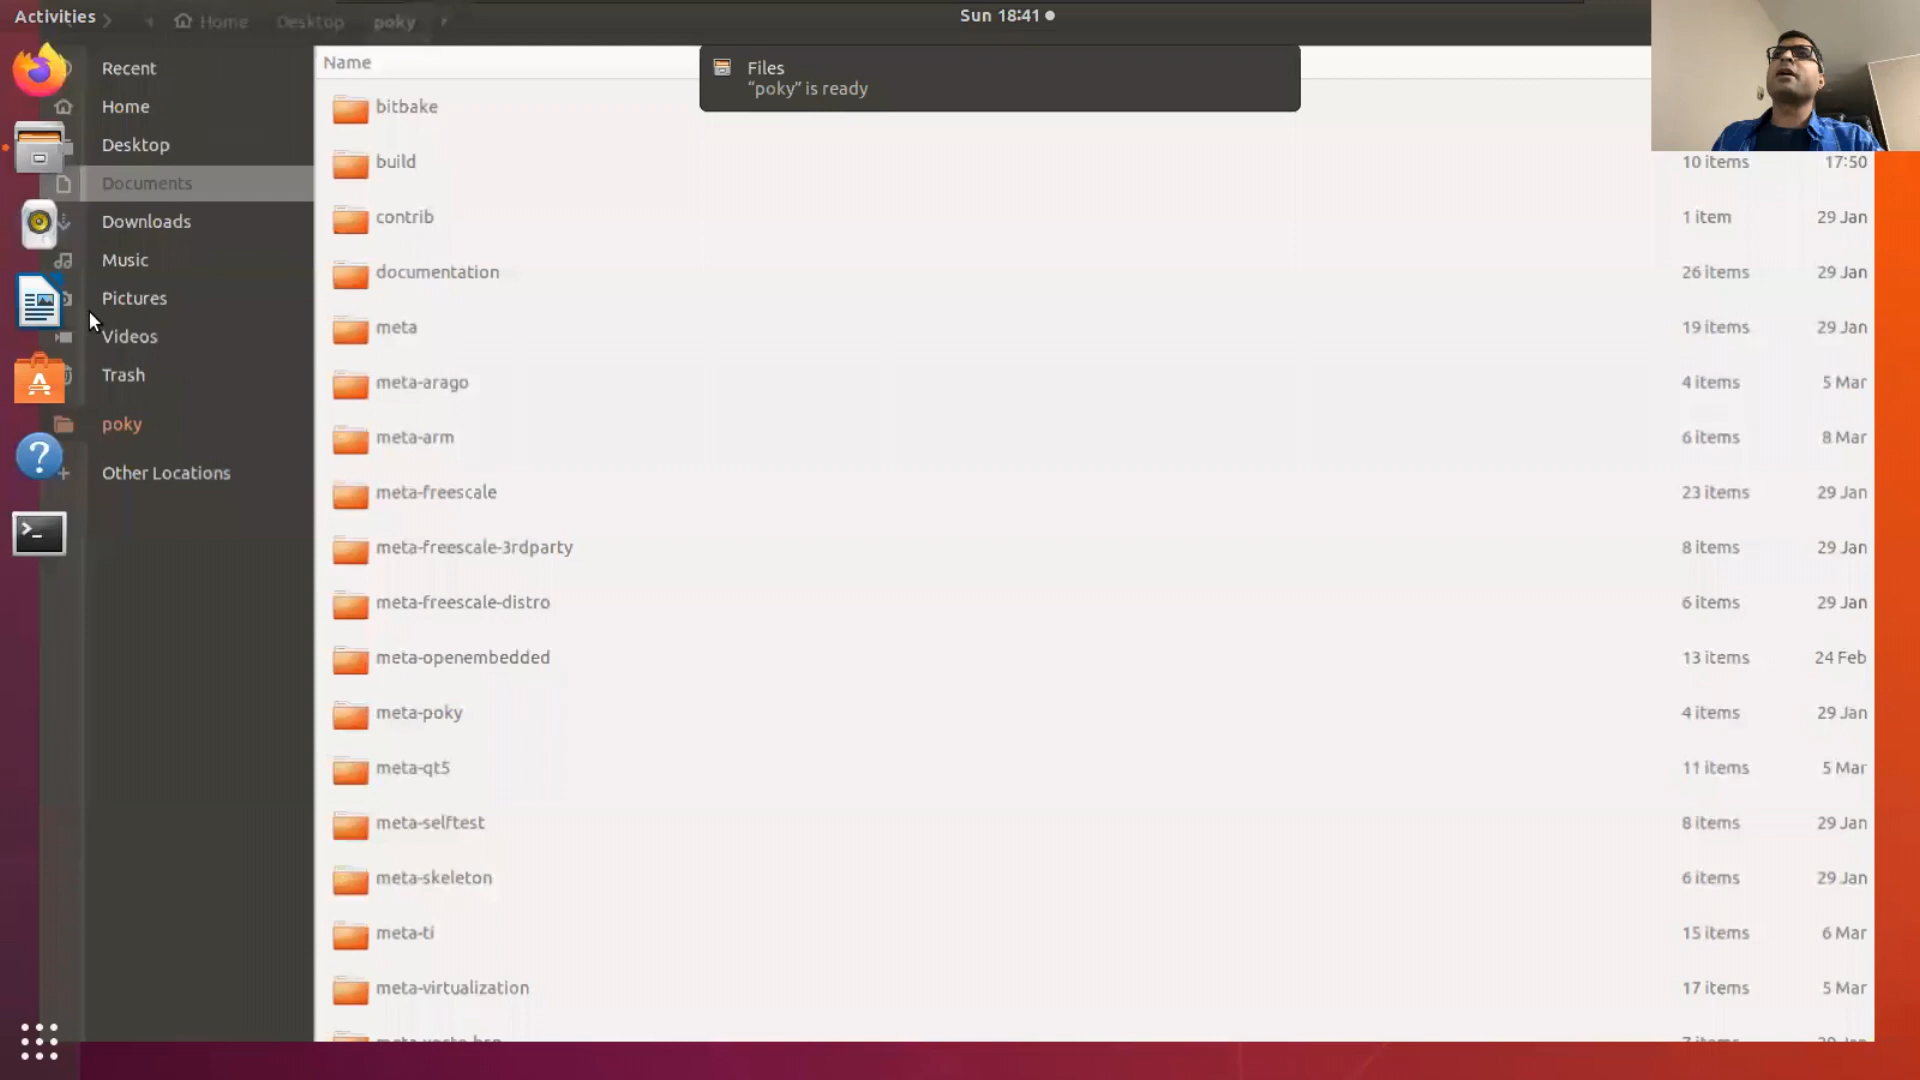 Activities
Home Desktop poky
Sun 18:41
Files
“poky” is ready
Recent
Home
Desktop
Documents
Downloads
Music
Pictures
Videos
Trash
poky
Other Locations
Name
bitbake
build 10 items 17:50
contrib 1 item 29 Jan
documentation 26 items 29 Jan
meta 19 items 29 Jan
meta-arago 4 items 5 Mar
meta-arm 6 items 8 Mar
meta-freescale 23 items 29 Jan
meta-freescale-3rdparty 8 items 29 Jan
meta-freescale-distro 6 items 29 Jan
meta-openembedded 13 items 24 Feb
meta-poky 4 items 29 Jan
meta-qt5 11 items 5 Mar
meta-selftest 8 items 29 Jan
meta-skeleton 6 items 29 Jan
meta-ti 15 items 6 Mar
meta-virtualization 17 items 5 Mar